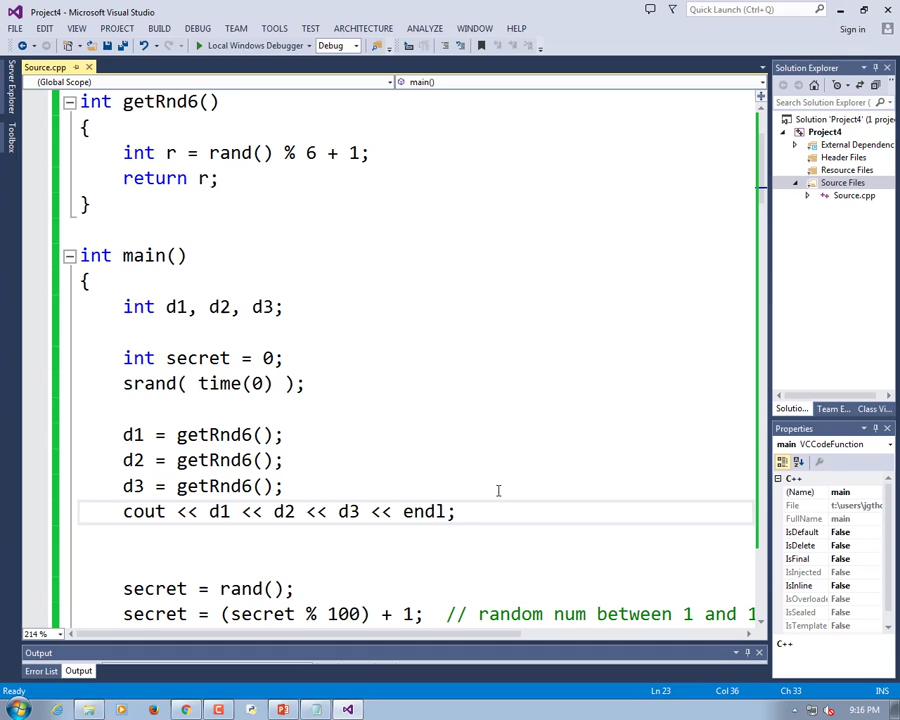 Project4 - Microsoft Visual Studio
Quick Launch (Ctrl+Q)
FILE EDIT VIEW PROJECT BUILD DEBUG TEAM TOOLS TEST ARCHITECTURE ANALYZE WINDOW HELP
Sign in
Local Windows Debugger Debug
Server Explorer
Toolbox
Source.cpp
(Global Scope) main()
int getRnd6()
{
int r = rand() % 6 + 1;
return r;
}
int main()
{
int d1, d2, d3;
int secret = 0;
srand( time(0) );
d1 = getRnd6();
d2 = getRnd6();
d3 = getRnd6();
cout << d1 << d2 << d3 << endl;
secret = rand();
secret = (secret % 100) + 1; // random num between 1 and 1
214 %
Output
Error List Output
Solution Explorer
Search Solution Explorer (
Solution 'Project4' (1 projec
Project4
External Dependenc
Header Files
Resource Files
Source Files
Source.cpp
Soluti... Team E... Class Vi...
Properties
main VCCodeFunction
C++
(Name) main
File t:\users\jgtho
FullName main
IsDefault False
IsDelete False
IsFinal False
IsInjected False
IsInline False
IsOverloade False
IsSealed False
IsTemplate False
C++
Ready Ln 23 Col 36 Ch 33 INS
9:16 PM